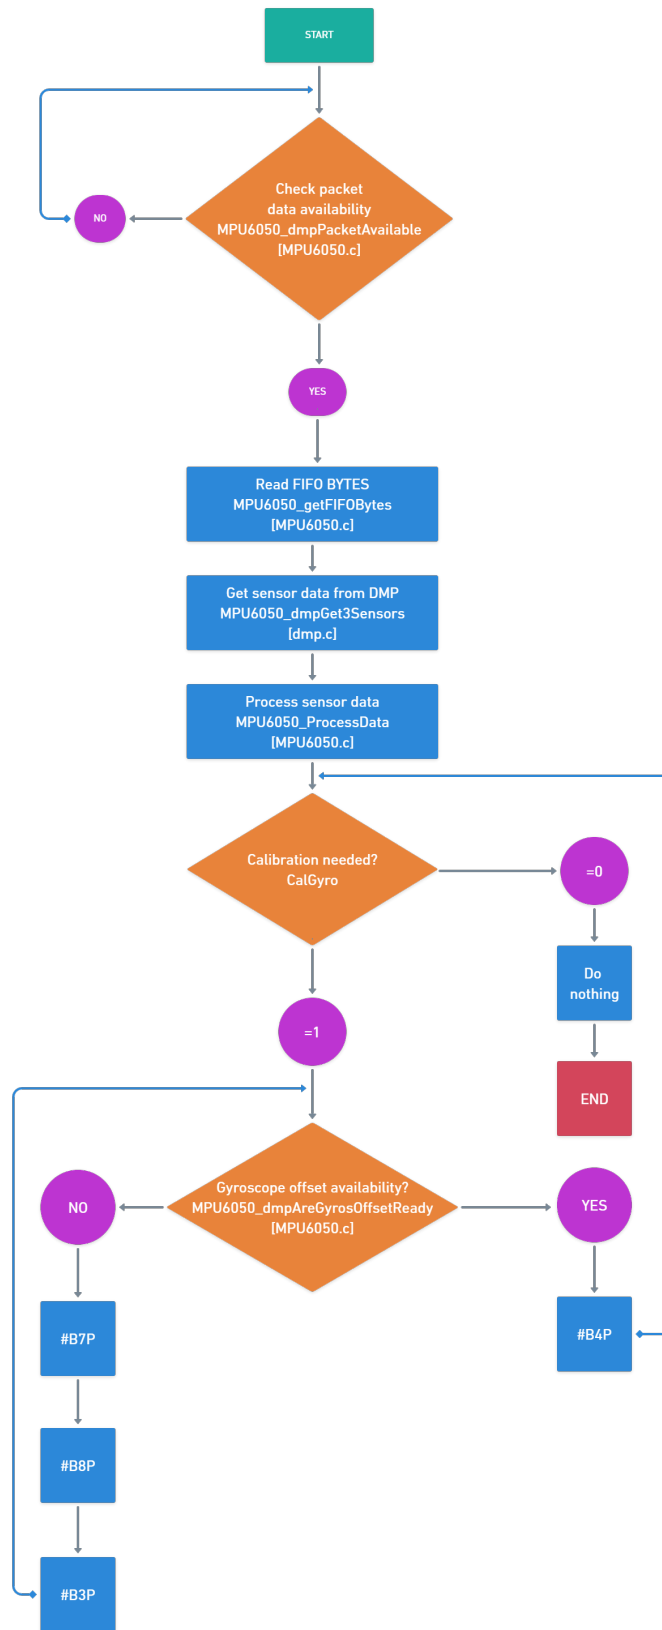 START
Check packet
data availability
MPU6050_dmpPacketAvailable
[MPU6050.c]
NO
YES
Read FIFO BYTES
MPU6050_getFIFOBytes
[MPU6050.c]
Get sensor data from DMP
MPU6050_dmpGet3Sensors
[dmp.c]
Process sensor data
MPU6050_ProcessData
[MPU6050.c]
Calibration needed?
CalGyro
=0
Do
nothing
END
=1
Gyroscope offset availability?
MPU6050_dmpAreGyrosOffsetReady
[MPU6050.c]
NO
YES
#B7P
#B4P
#B8P
#B3P